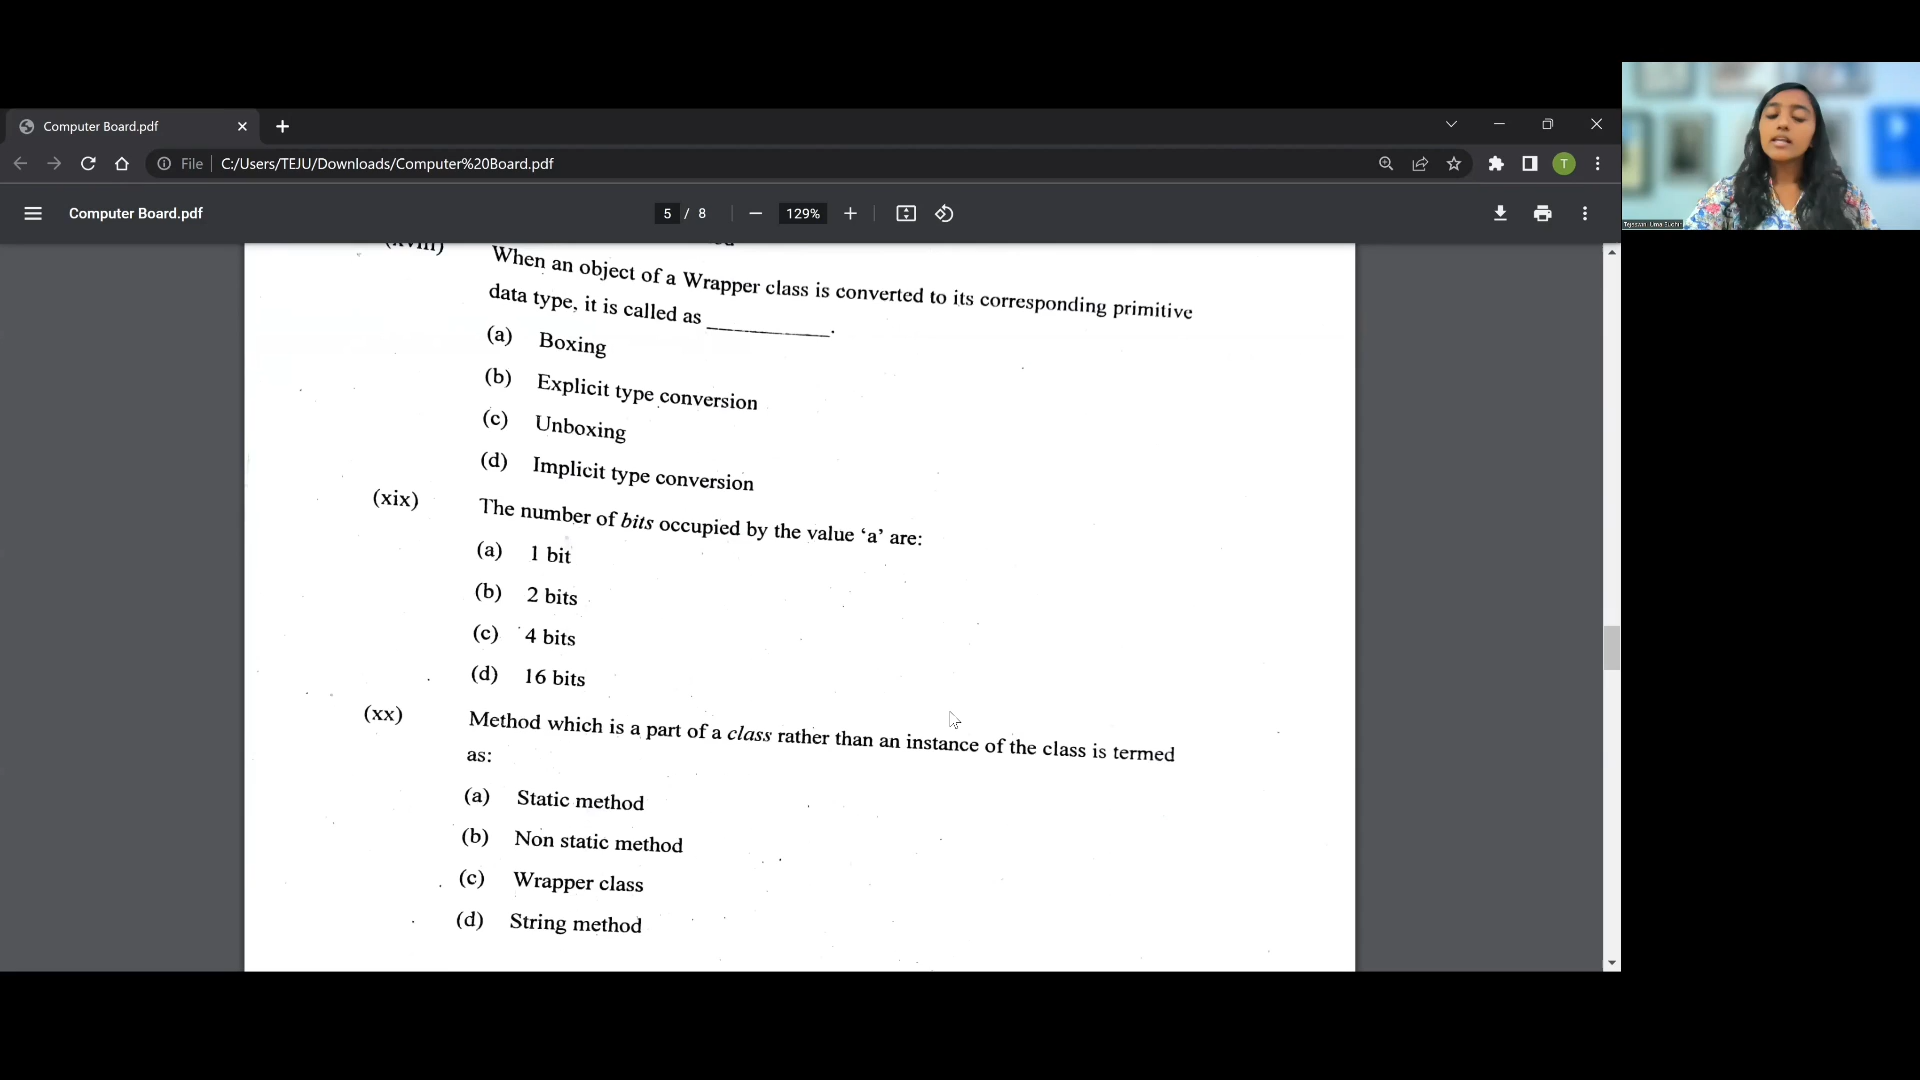 Computer Board.pdf
File C:/Users/TEJU/Downloads/Computer%20Board.pdf
T
Computer Board.pdf 5 / 8 129%
(xviii)
When an object of a Wrapper class is converted to its corresponding primitive
data type, it is called as ___________.
(a) Boxing
(b) Explicit type conversion
(c) Unboxing
(d) Implicit type conversion
(xix) The number of bits occupied by the value ‘a’ are:
(a) 1 bit
(b) 2 bits
(c) 4 bits
(d) 16 bits
(xx) Method which is a part of a class rather than an instance of the class is termed
as:
(a) Static method
(b) Non static method
(c) Wrapper class
(d) String method